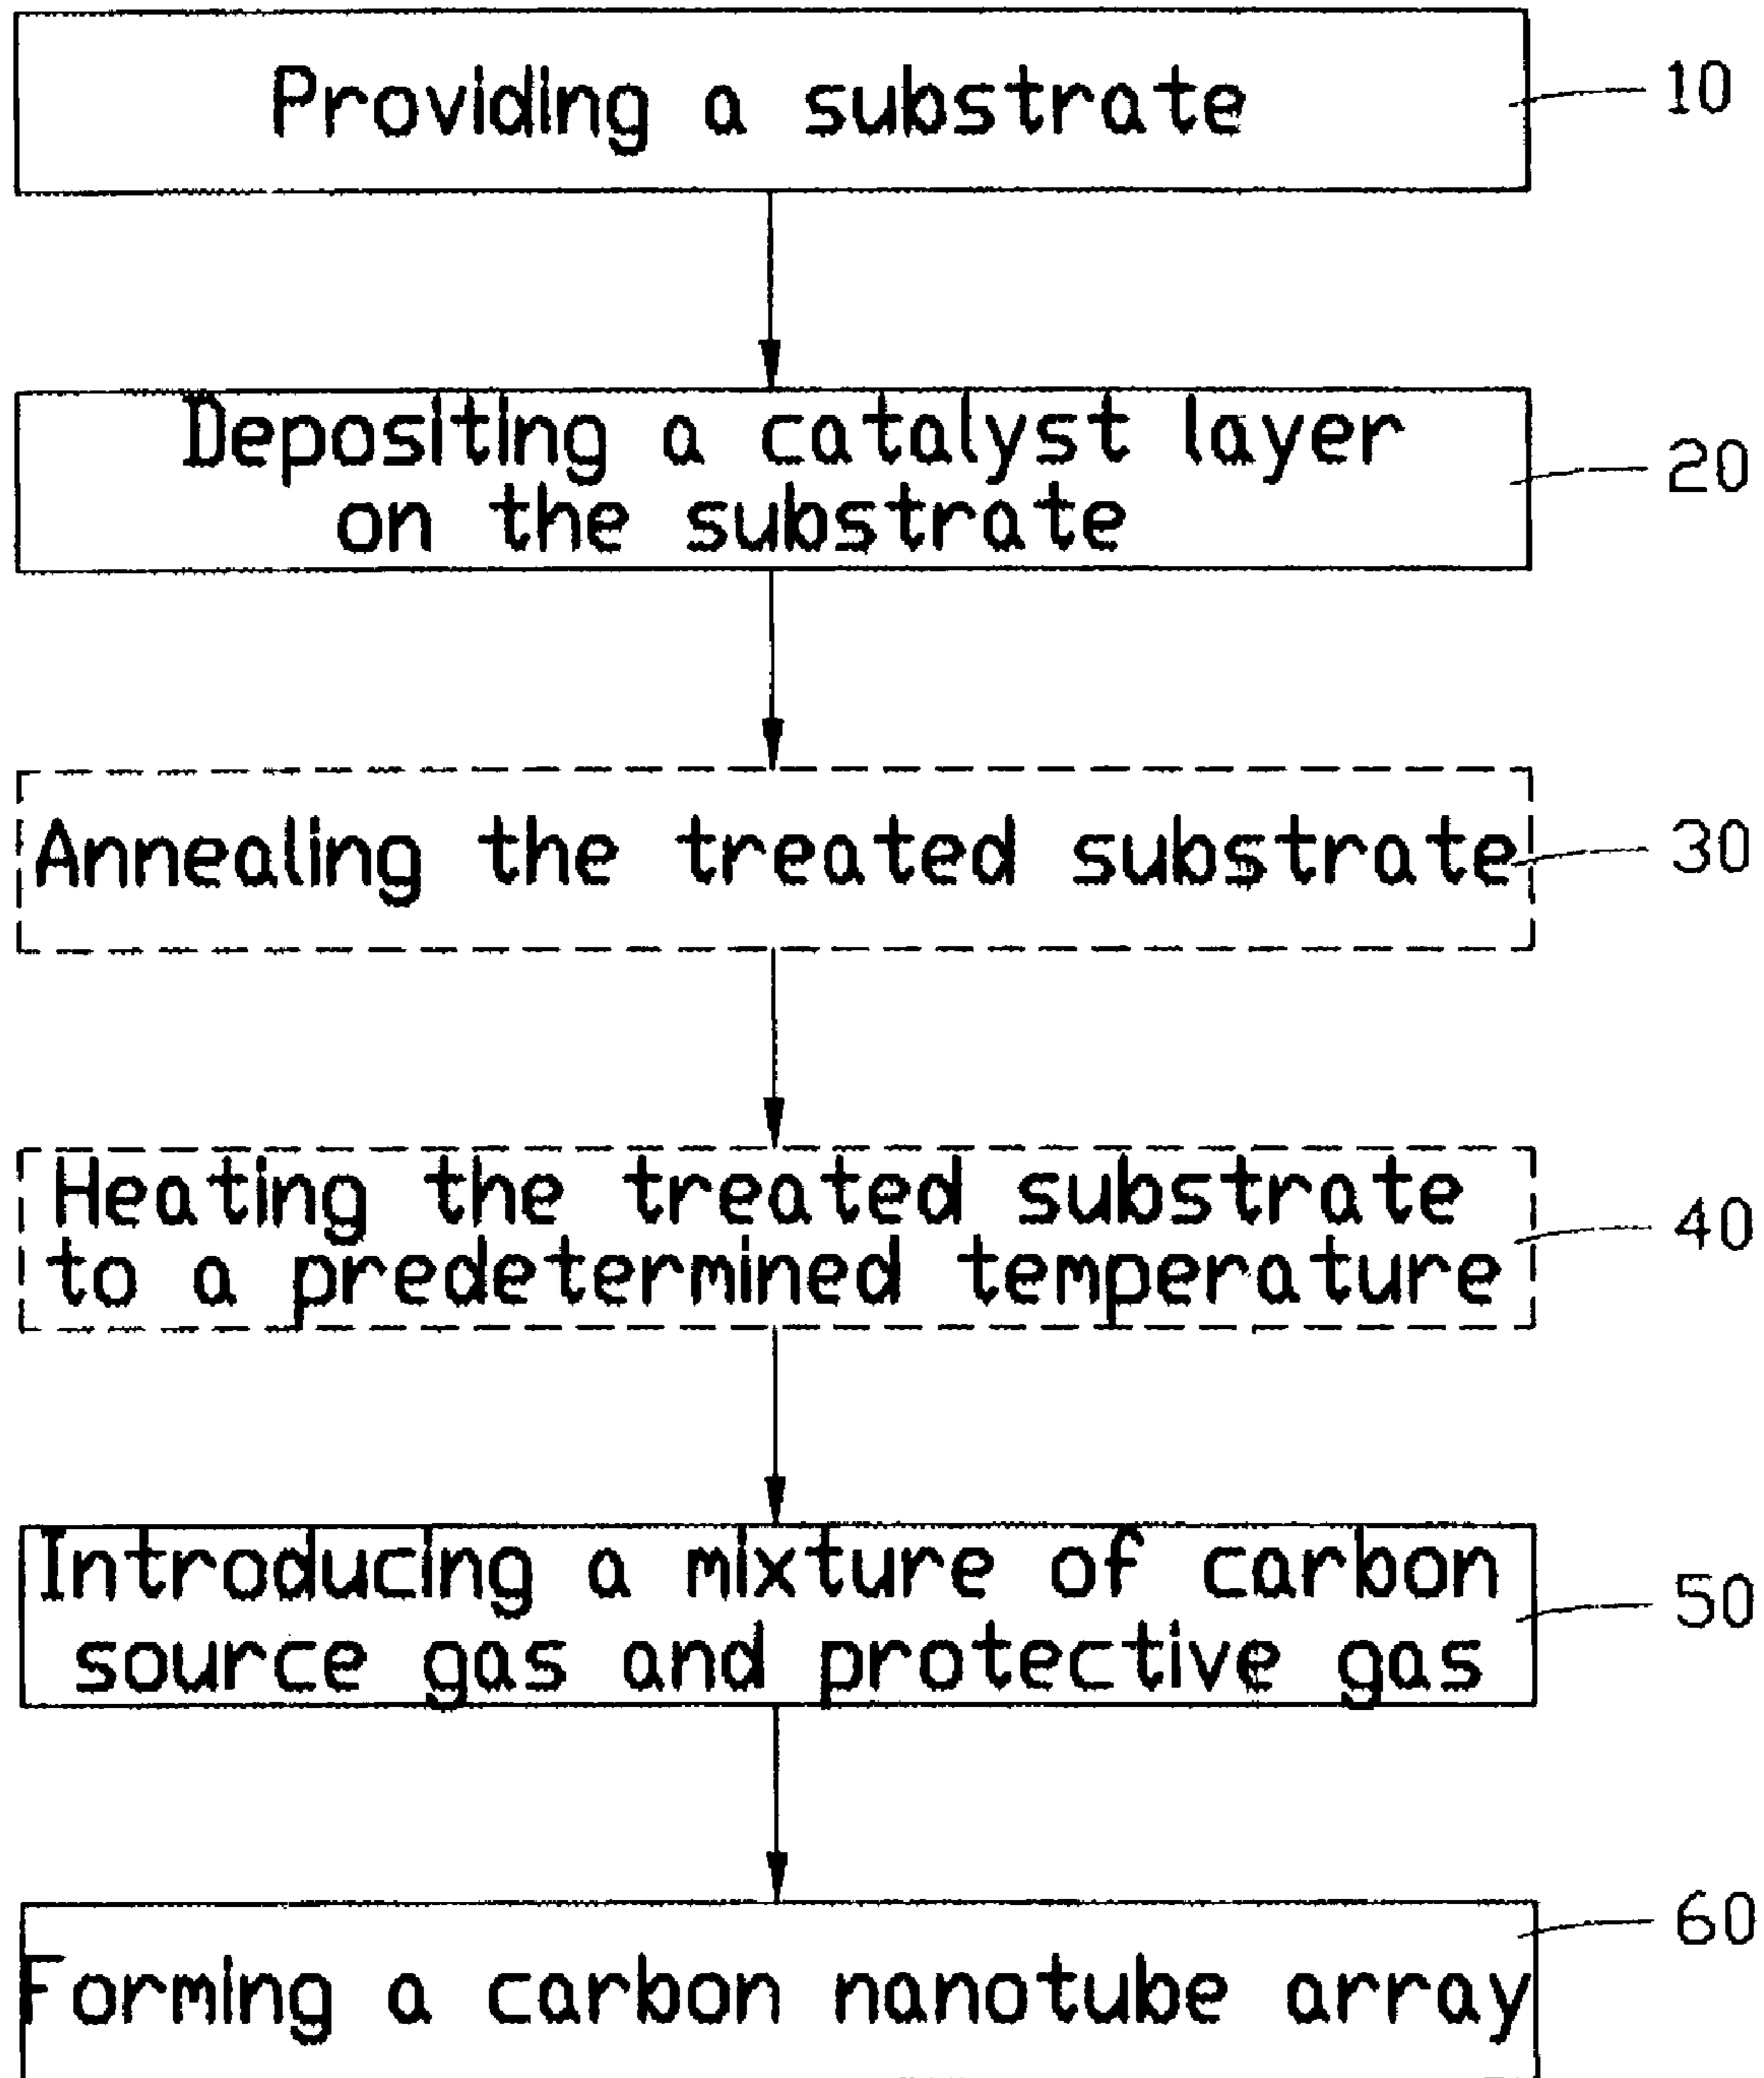 Providing a substrate
10
Depositing a catalyst layer
on the substrate
20
Annealing the treated substrate
30
Heating the treated substrate
to a predetermined temperature
40
Introducing a mixture of carbon
source gas and protective gas
50
Forming a carbon nanotube array
60